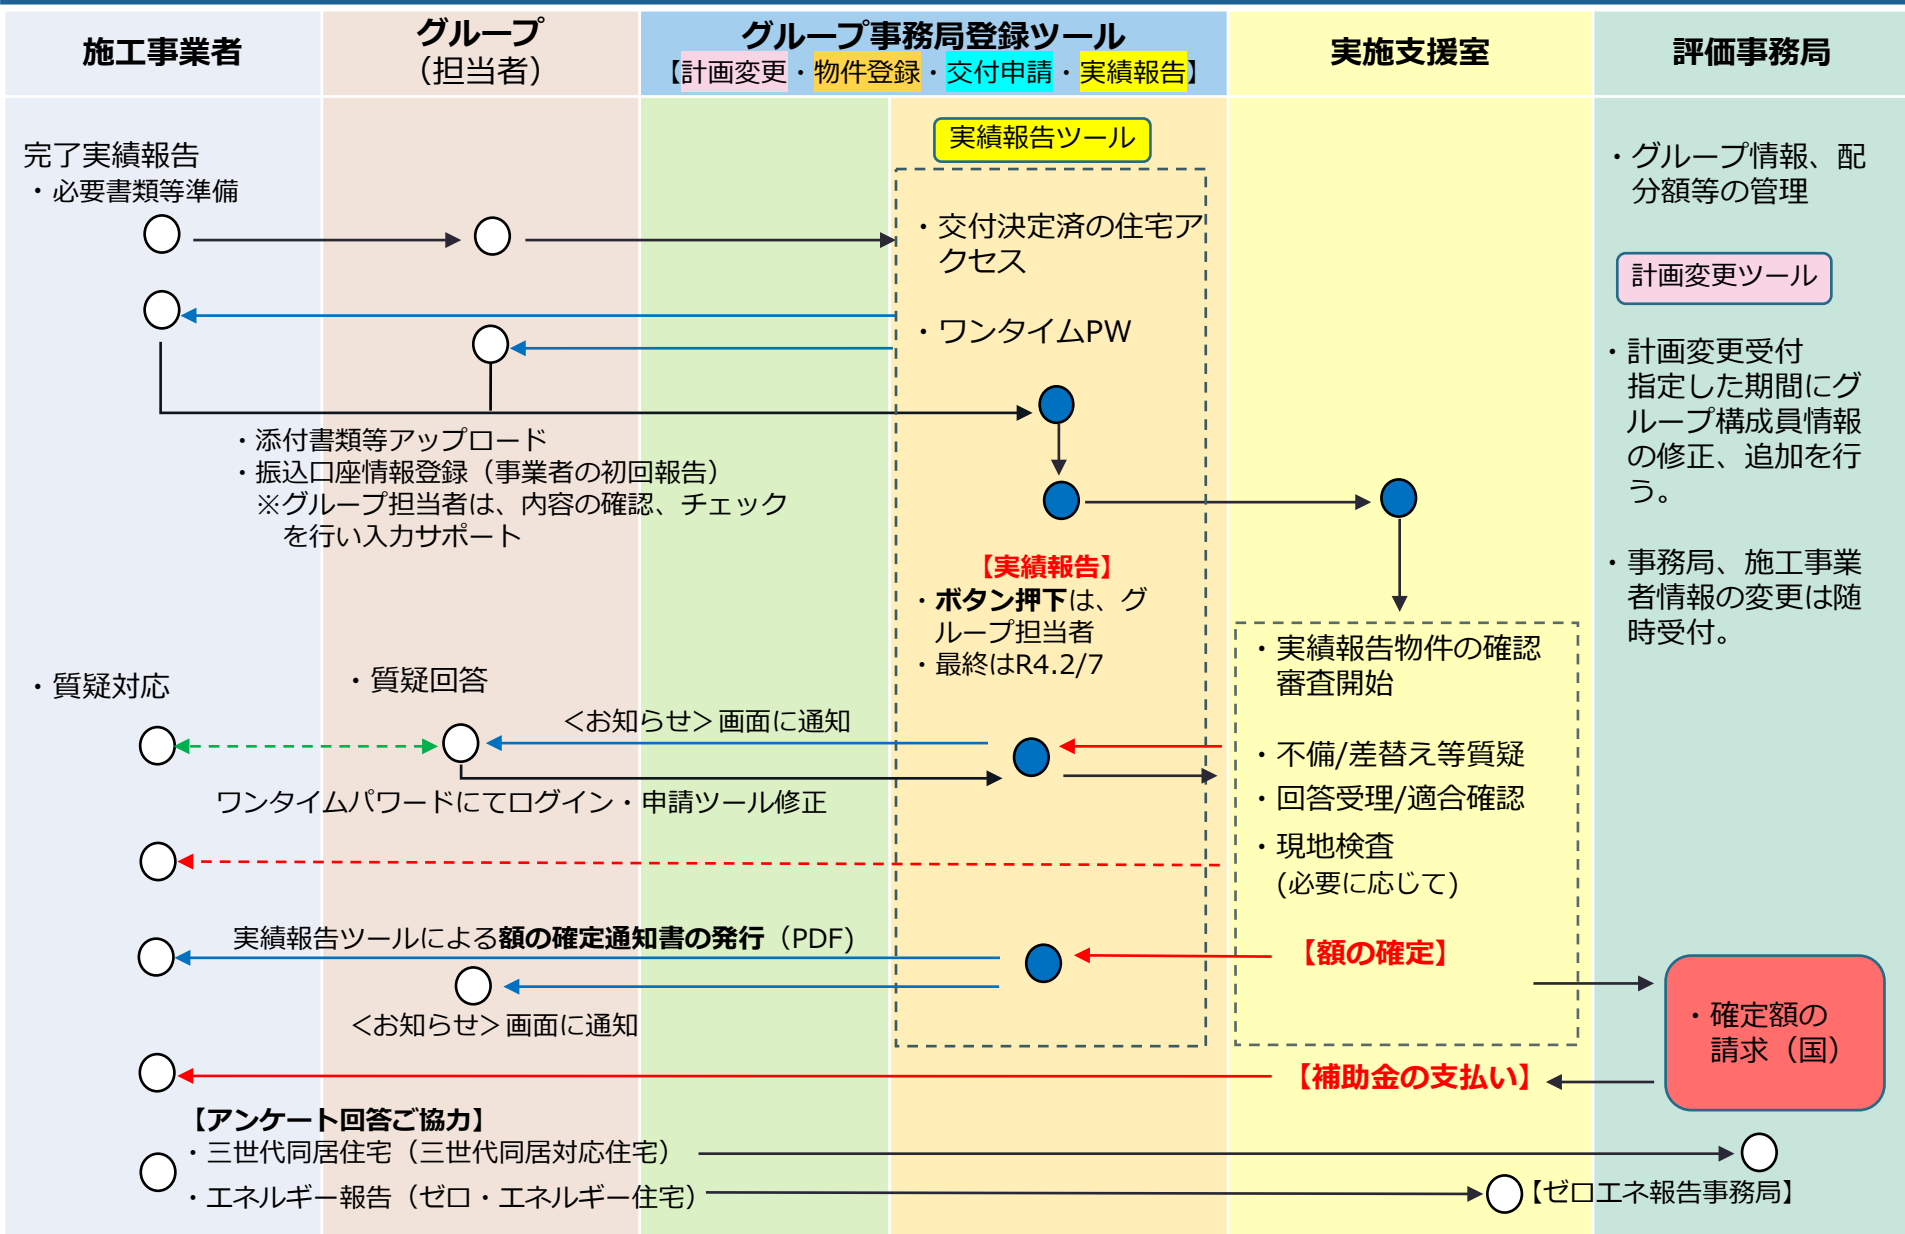 施工事業者
グループ
（担当者）
グループ事務局登録ツール
【計画変更・物件登録・交付申請・実績報告】
実施支援室
評価事務局
完了実績報告
・必要書類等準備
実績報告ツール
・交付決定済の住宅ア
クセス
・ワンタイムPW
・添付書類等アップロード
・振込口座情報登録（事業者の初回報告）
※グループ担当者は、内容の確認、チェック
を行い入力サポート
【実績報告】
・ボタン押下は、グ
ループ担当者
・最終はR4.2/7
・グループ情報、配
分額等の管理
計画変更ツール
・計画変更受付
指定した期間にグ
ループ構成員情報
の修正、追加を行
う。
・事務局、施工事業
者情報の変更は随
時受付。
・質疑対応
・質疑回答
＜お知らせ＞画面に通知
ワンタイムパワードにてログイン・申請ツール修正
・実績報告物件の確認
審査開始
・不備/差替え等質疑
・回答受理/適合確認
・現地検査
(必要に応じて)
実績報告ツールによる額の確定通知書の発行（PDF)
＜お知らせ＞画面に通知
【額の確定】
・確定額の
請求（国）
【補助金の支払い】
【アンケート回答ご協力】
・三世代同居住宅（三世代同居対応住宅）
・エネルギー報告（ゼロ・エネルギー住宅）
【ゼロエネ報告事務局】